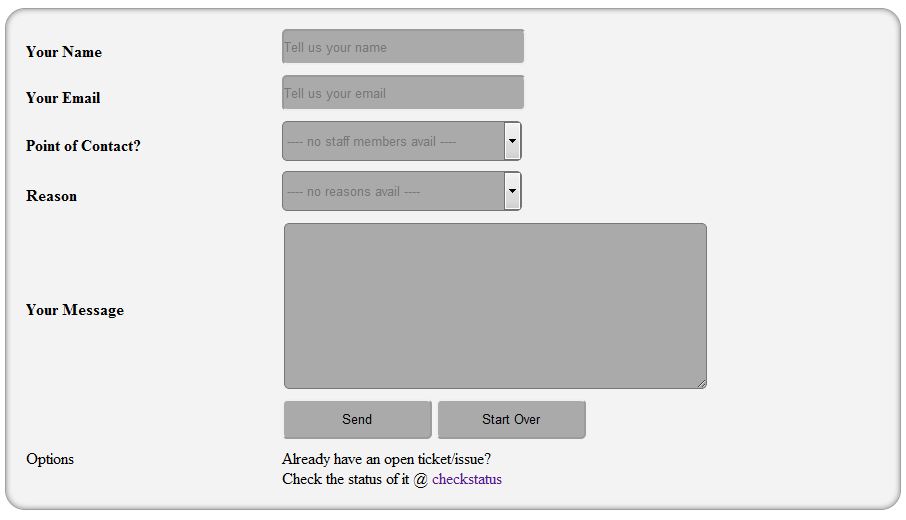 Your Name
Tell us your name
Your Email
Tell us your email
Point of Contact?
---- no staff members avail ----
Reason
---- no reasons avail ----
Your Message
Send
Start Over
Options
Already have an open ticket/issue?
Check the status of it @ checkstatus